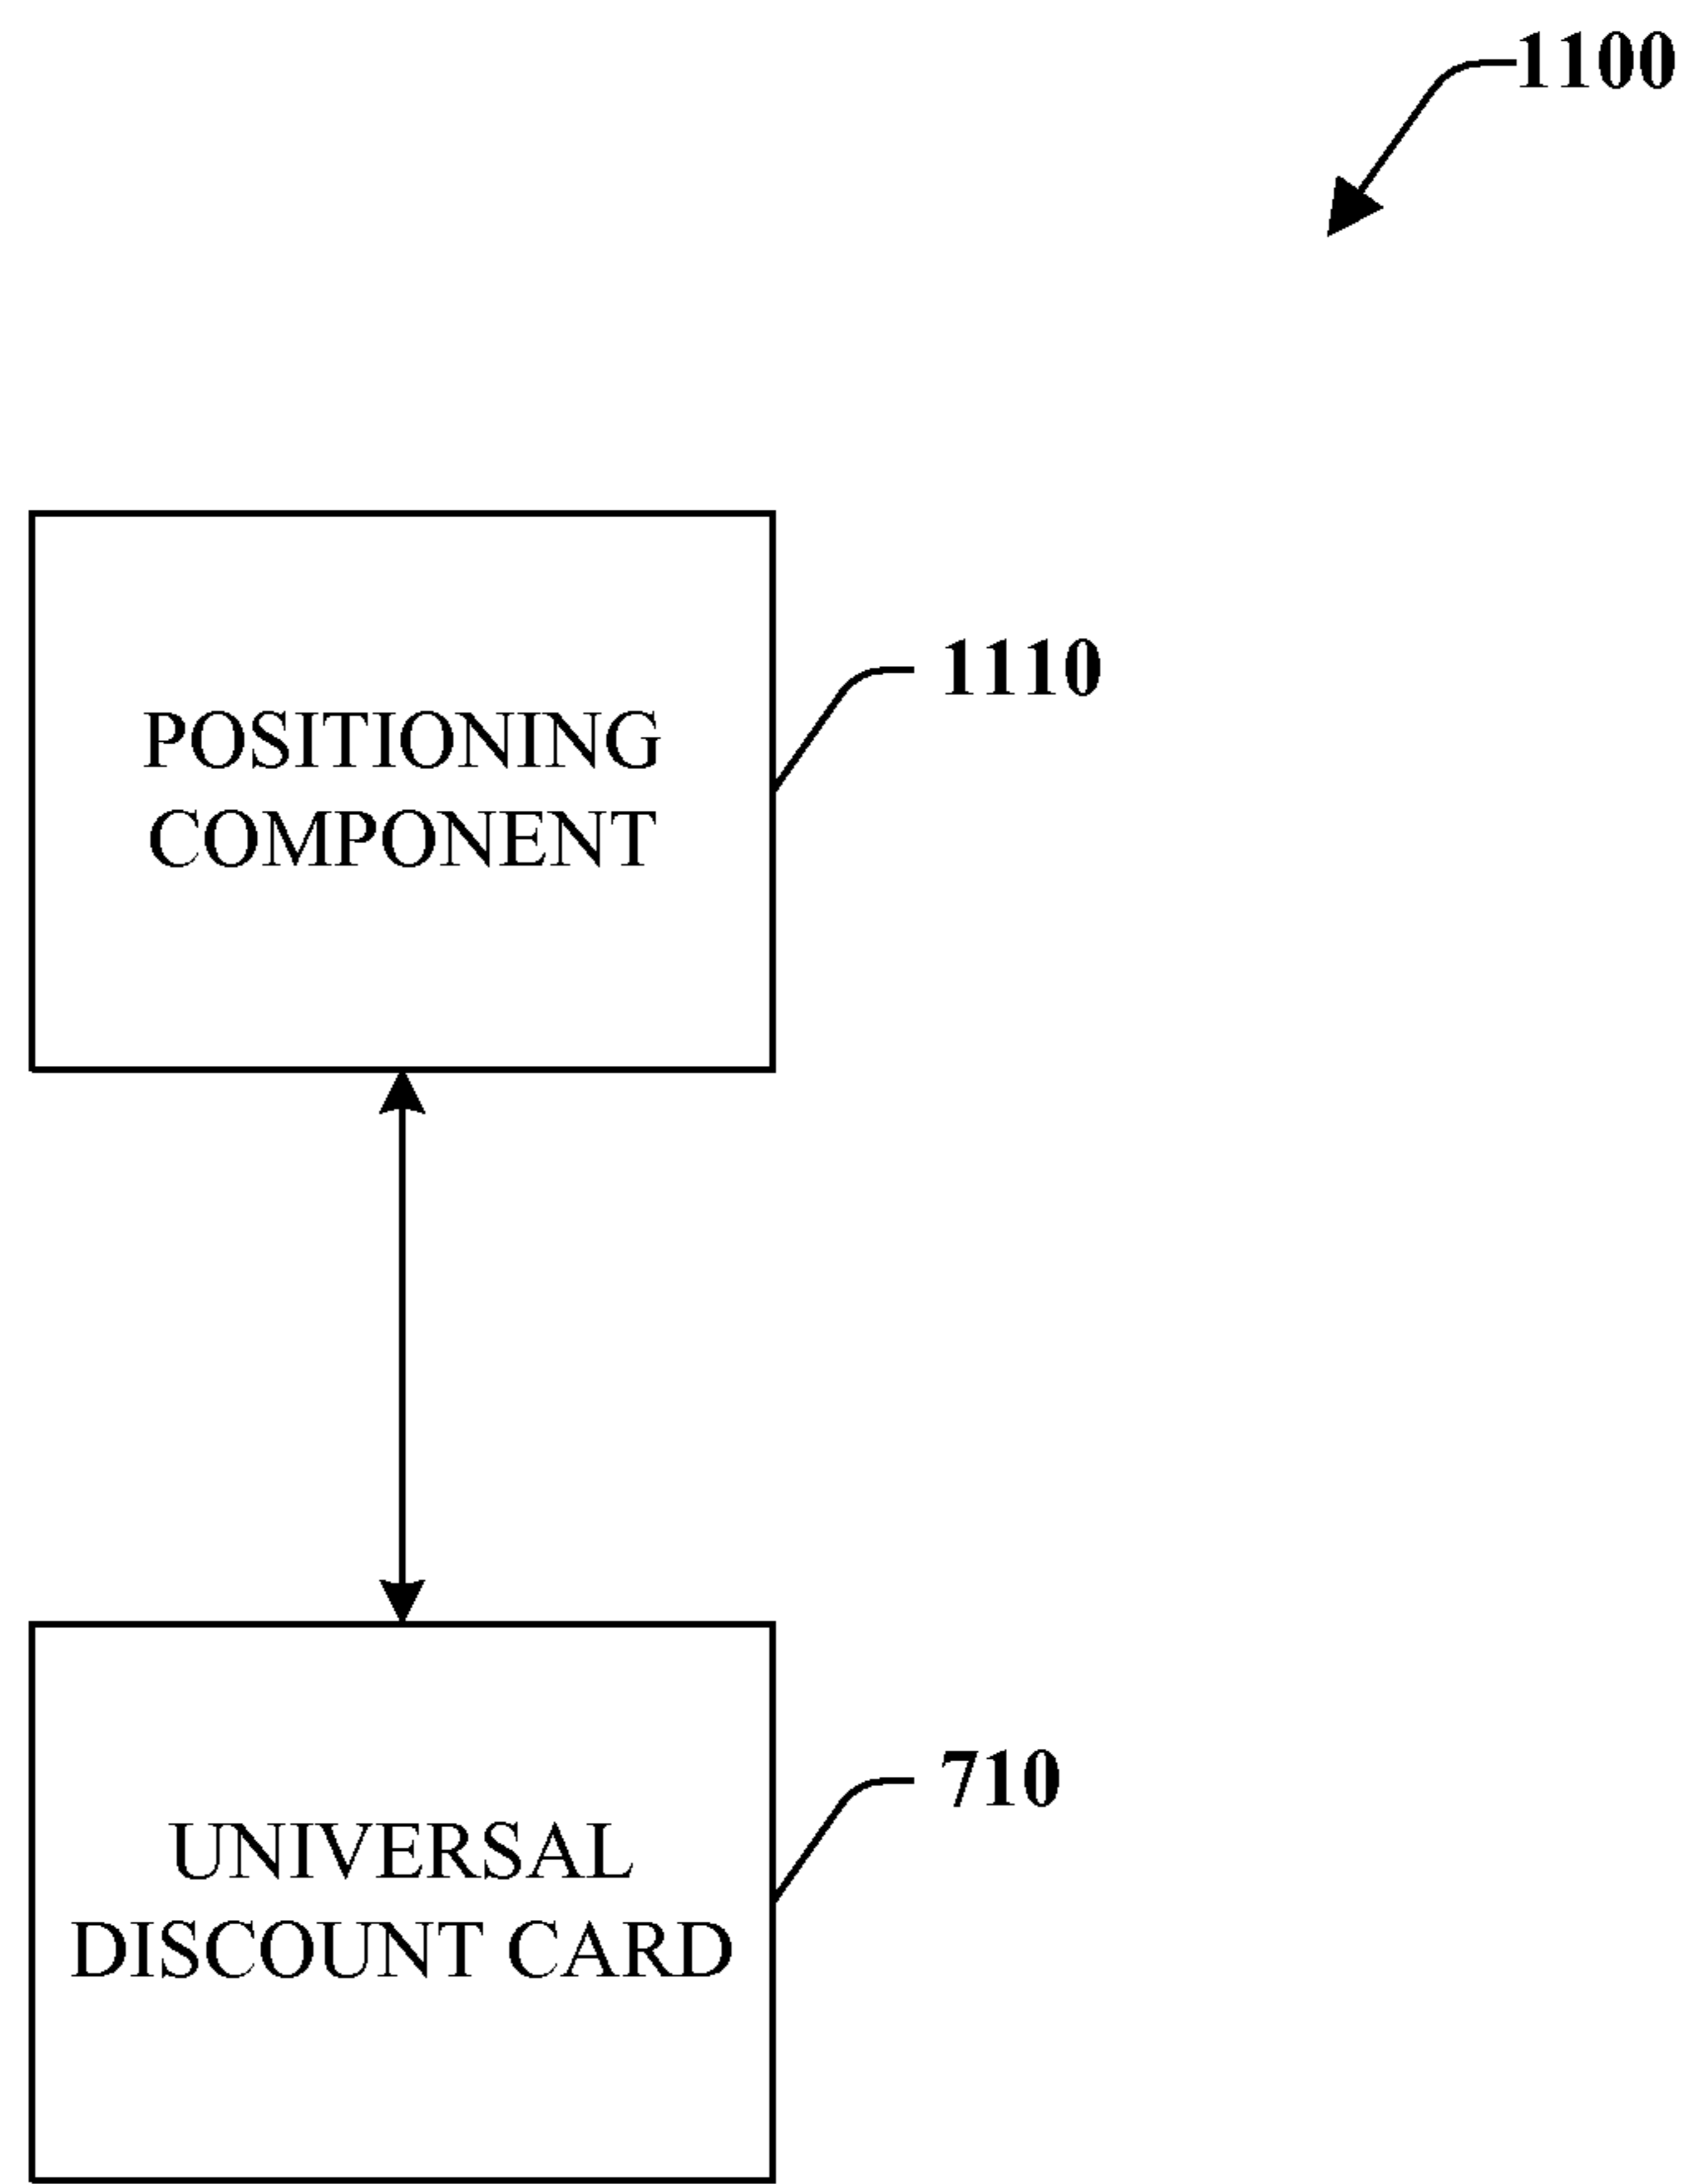 1100
POSITIONING
COMPONENT
1110
UNIVERSAL
DISCOUNT CARD
710